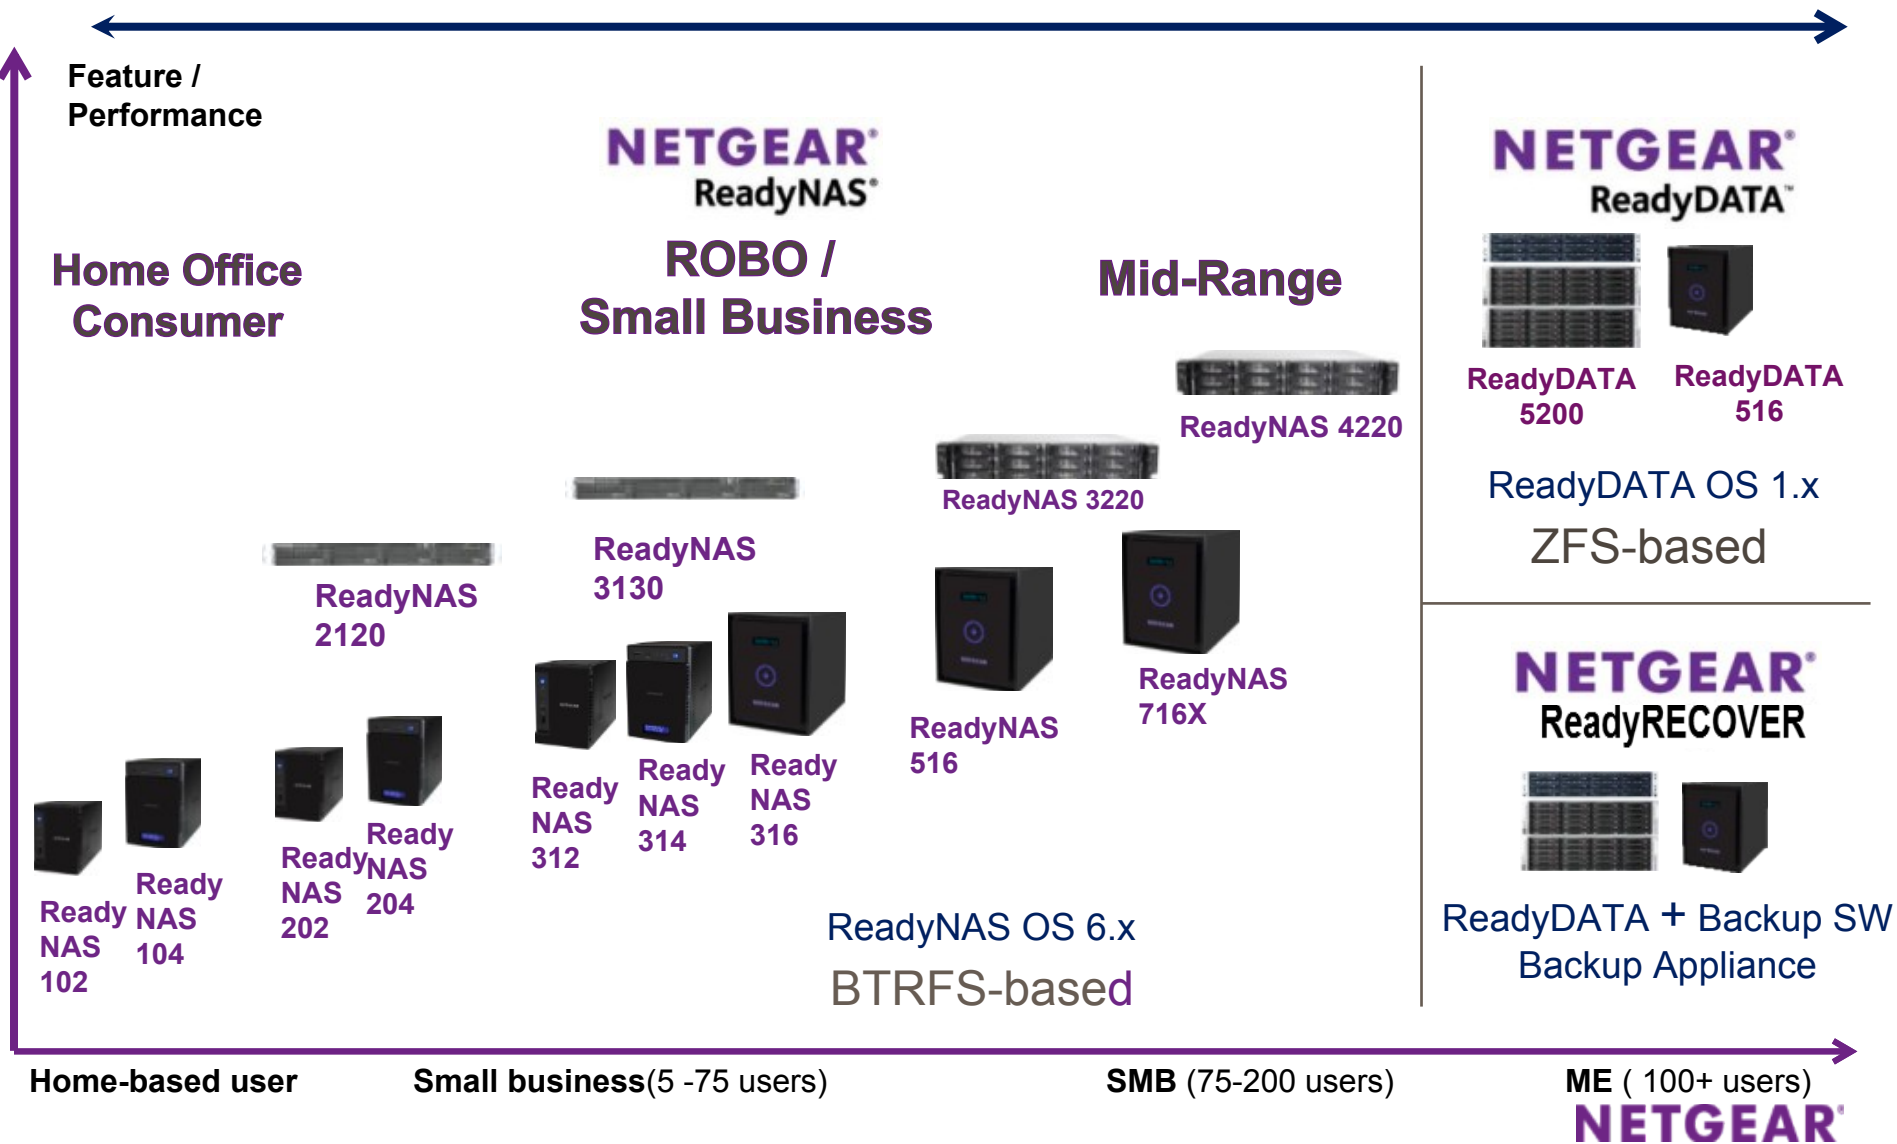 Feature /
Performance
NETGEAR®
ReadyNAS®
NETGEAR®
ReadyDATA™
Home Office
Consumer
ROBO /
Small Business
Mid-Range
ReadyDATA
5200
ReadyDATA
516
ReadyNAS 4220
ReadyNAS 3220
ReadyDATA OS 1.x
ZFS-based
ReadyNAS
3130
ReadyNAS
2120
NETGEAR®
ReadyRECOVER
ReadyNAS
716X
ReadyNAS
516
Ready
NAS
312
Ready
NAS
314
Ready
NAS
316
Ready
NAS
202
Ready
NAS
204
Ready
NAS
102
Ready
NAS
104
ReadyNAS OS 6.x
BTRFS-based
ReadyDATA + Backup SW
Backup Appliance
Home-based user
Small business(5 -75 users)
SMB (75-200 users)
ME ( 100+ users)
NETGEAR®